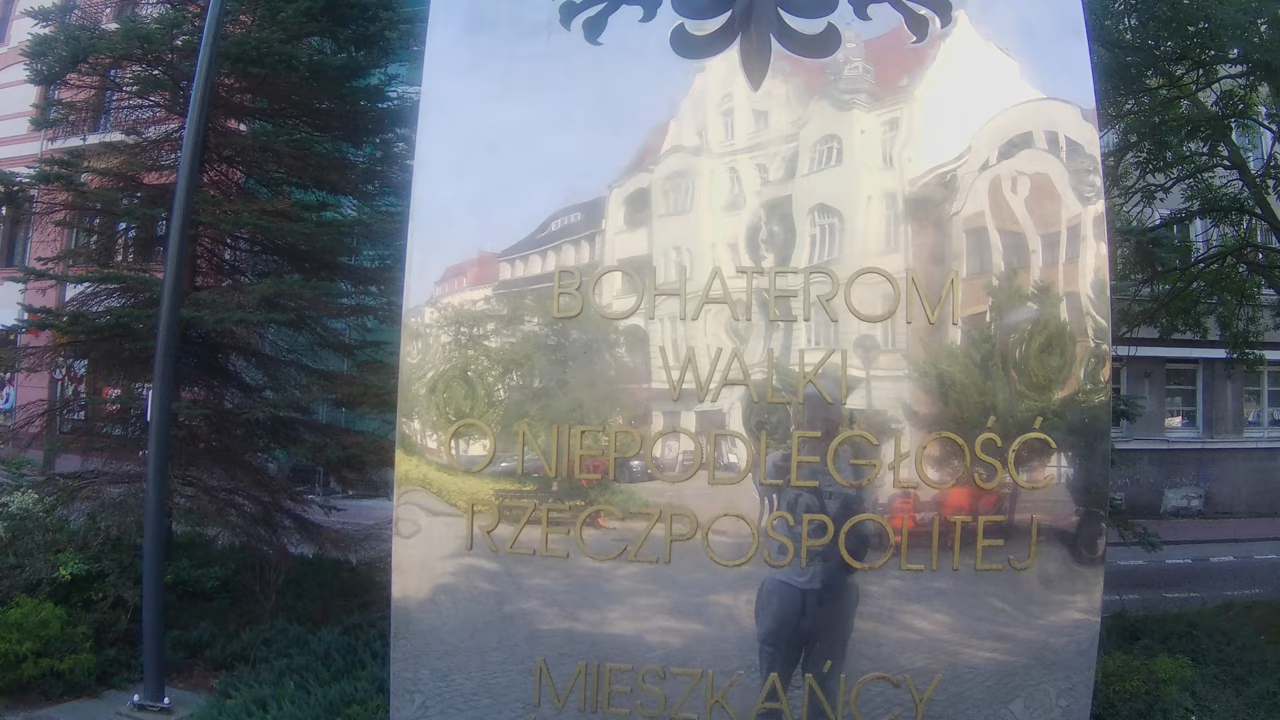 BOHATEROM
WALKI
O NIEPODLEGŁOŚĆ
RZECZPOSPOLITEJ
MIESZKAŃCY